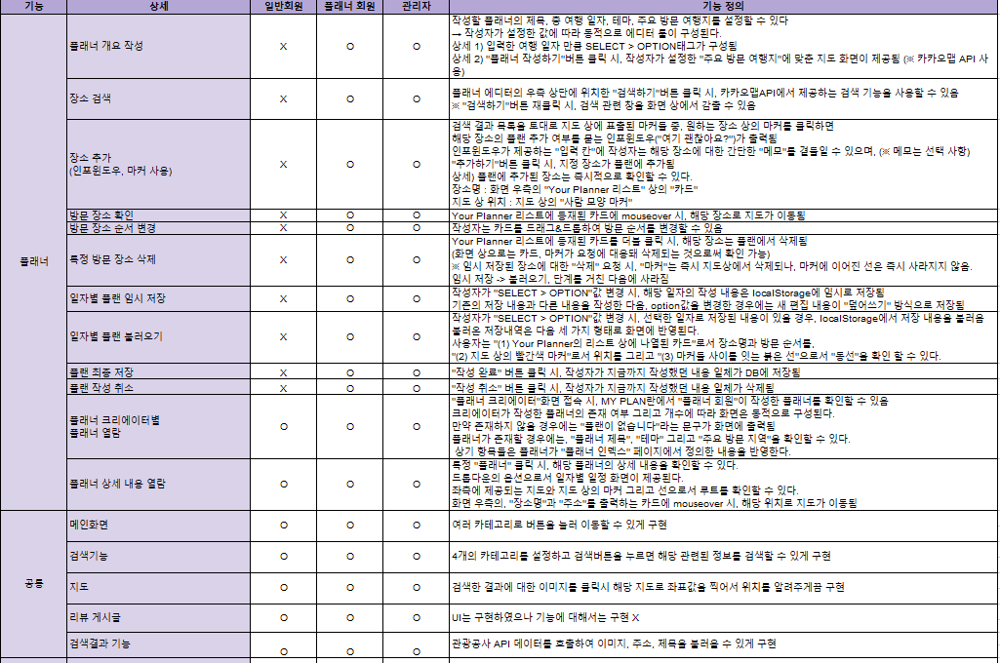 기능 상세 일반회원 플래너 회원 관리자 기능 정의
플래너
플래너 개요 작성 X O O
작성할 플래너의 제목, 총 여행 일자, 테마, 주요 방문 여행지를 설정할 수 있다
→ 작성자가 설정한 값에 따라 동적으로 에디터 툴이 구성된다.
상세 1) 입력한 여행 일자 만큼 SELECT > OPTION태그가 구성됨
상세 2) "플래너 작성하기"버튼 클릭 시, 작성자가 설정한 "주요 방문 여행지"에 맞춘 지도 화면이 제공됨 (※ 카카오맵 API 사
용)
장소 검색 X O O
플래너 에디터의 우측 상단에 위치한 "검색하기"버튼 클릭 시, 카카오맵API에서 제공하는 검색 기능을 사용할 수 있음
※ "검색하기"버튼 재클릭 시, 검색 관련 창을 화면 상에서 감출 수 있음
장소 추가
(인포윈도우, 마커 사용) X O O
검색 결과 목록을 토대로 지도 상에 표출된 마커들 중, 원하는 장소 상의 마커를 클릭하면
해당 장소의 플랜 추가 여부를 묻는 인포윈도우("여기 괜찮아요?")가 출력됨
인포윈도우가 제공하는 "입력 칸"에 작성자는 해당 장소에 대한 간단한 "메모"를 곁들일 수 있으며, (※ 메모는 선택 사항)
"추가하기"버튼 클릭 시, 지정 장소가 플랜에 추가됨
상세) 플랜에 추가된 장소는 즉시적으로 확인할 수 있다.
장소명 : 화면 우측의 "Your Planner 리스트" 상의 "카드"
지도 상 위치 : 지도 상의 "사람 모양 마커"
방문 장소 확인 X O O Your Planner 리스트에 등재된 카드에 mouseover 시, 해당 장소로 지도가 이동됨
방문 장소 순서 변경 X O O 작성자는 카드를 드래그&드롭하여 방문 순서를 변경할 수 있음
특정 방문 장소 삭제 X O O
Your Planner 리스트에 등재된 카드를 더블 클릭 시, 해당 장소는 플랜에서 삭제됨
(화면 상으로는 카드, 마커가 요청에 대응돼 삭제되는 것으로써 확인 가능)
※ 임시 저장된 장소에 대한 "삭제" 요청 시, "마커"는 즉시 지도상에서 삭제되나, 마커에 이어진 선은 즉시 사라지지 않음.
임시 저장 -> 불러오기, 단계를 거친 다음에 사라짐
일자별 플랜 임시 저장 X O O
작성자가 "SELECT > OPTION"값 변경 시, 해당 일자의 작성 내용은 localStorage에 임시로 저장됨
기존의 저장 내용과 다른 내용을 작성한 다음, option값을 변경한 경우에는 새 편집 내용이 "덮어쓰기" 방식으로 저장됨
일자별 플랜 불러오기 X O O
작성자가 "SELECT > OPTION"값 변경 시, 선택한 일자로 저장된 내용이 있을 경우, localStorage에서 저장 내용을 불러옴
불러온 저장내역은 다음 세 가지 형태로 화면에 반영된다.
사용자는 "(1) Your Planner의 리스트 상에 나열된 카드"로서 장소명과 방문 순서를,
"(2) 지도 상의 빨간색 마커"로서 위치를 그리고 "(3) 마커들 사이를 잇는 붉은 선"으로서 "동선"을 확인 할 수 있다.
플랜 최종 저장 X O O "작성 완료" 버튼 클릭 시, 작성자가 지금까지 작성했던 내용 일체가 DB에 저장됨
플랜 작성 취소 X O O "작성 취소" 버튼 클릭 시, 작성자가 지금까지 작성했던 내용 일체가 삭제됨
플래너 크리에이터별
플래너 열람 O O O
"플래너 크리에이터"화면 접속 시, MY PLAN란에서 "플래너 회원"이 작성한 플래너를 확인할 수 있음
크리에이터가 작성한 플래너의 존재 여부 그리고 개수에 따라 화면은 동적으로 구성된다.
만약 존재하지 않을 경우에는 "플랜이 없습니다"라는 문구가 화면에 출력됨
플래너가 존재할 경우에는, "플래너 제목", "테마" 그리고 "주요 방문 지역"을 확인할 수 있다.
상기 항목들은 플래너가 "플래너 인덱스" 페이지에서 정의한 내용을 반영한다.
플래너 상세 내용 열람 O O O
특정 "플래너" 클릭 시, 해당 플래너의 상세 내용을 확인할 수 있다.
드롭다운의 옵션으로서 일자별 일정 화면이 제공된다.
좌측에 제공되는 지도와 지도 상의 마커 그리고 선으로서 루트를 확인할 수 있다.
화면 우측의, "장소명"과 "주소"를 출력하는 카드에 mouseover 시, 해당 위치로 지도가 이동됨
공통
메인화면 O O O 여러 카테고리로 버튼을 눌러 이동할 수 있게 구현
검색기능 O O O 4개의 카테고리를 설정하고 검색버튼을 누르면 해당 관련된 정보를 검색할 수 있게 구현
지도 O O O 검색한 결과에 대한 이미지를 클릭시 해당 지도로 좌표값을 찍어서 위치를 알려주게끔 구현
리뷰 게시글 O O O UI는 구현하였으나 기능에 대해서는 구현 X
검색결과 기능 O O O 관광공사 API 데이터를 호출하여 이미지, 주소, 제목을 불러올 수 있게 구현